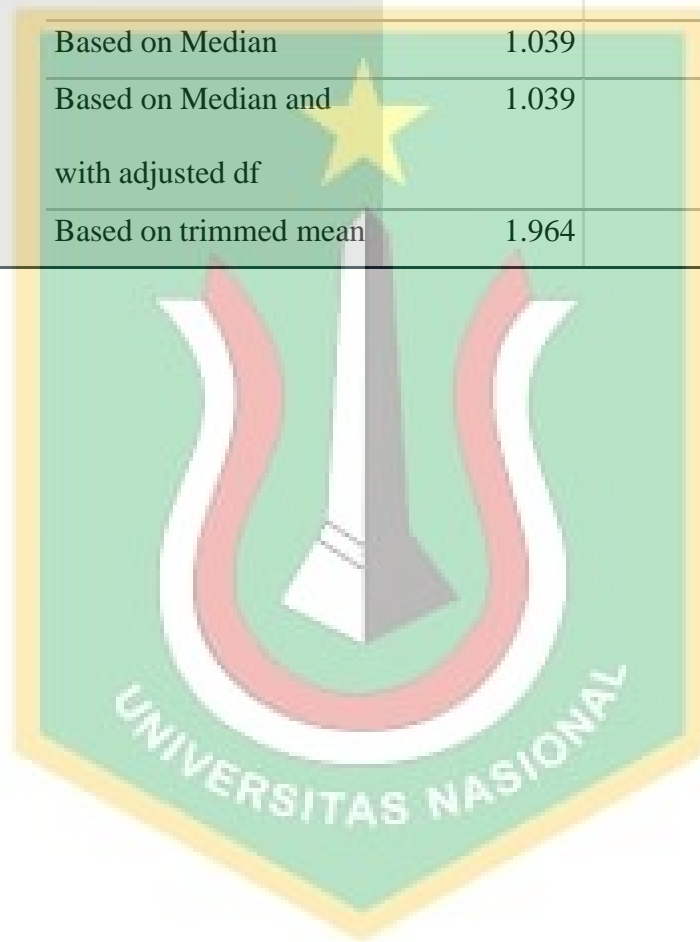 Based on Median 1.039
Based on Median and 1.039
with adjusted df
Based on trimmed mean 1.964
UNIVERSITAS NASIONAL